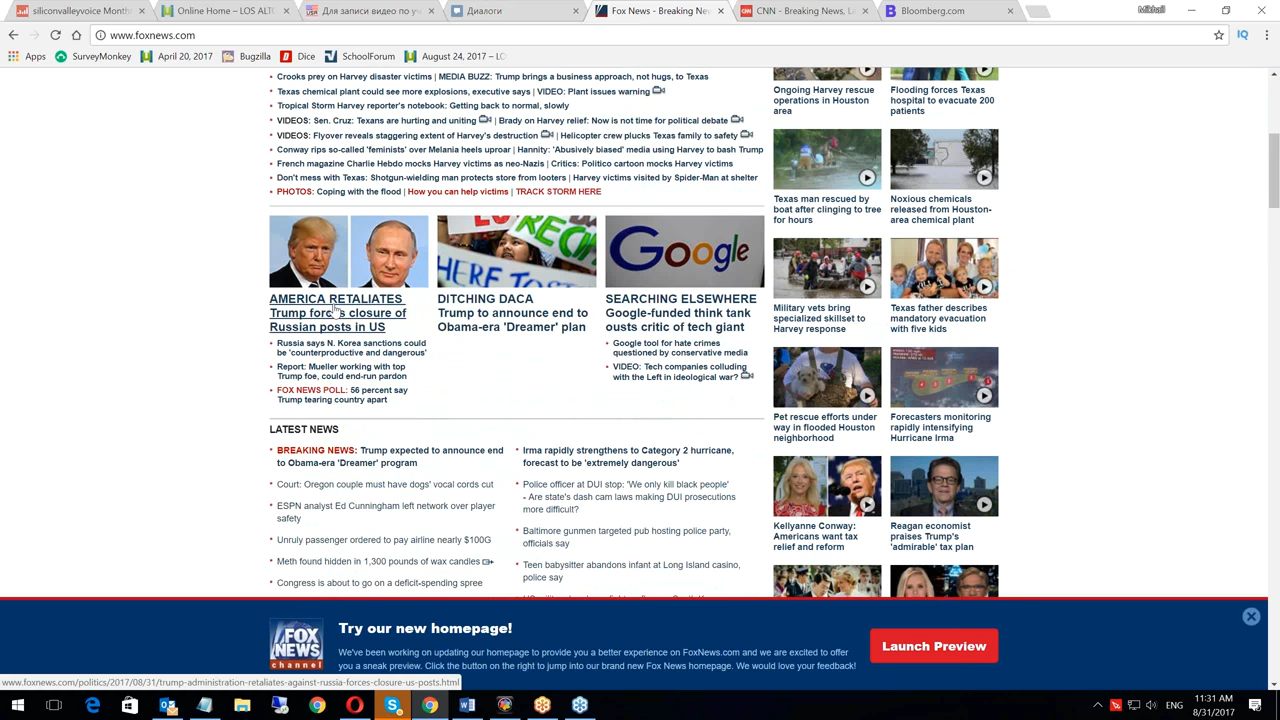 siliconvalleyvoice Month
Online Home – LOS ALT
Для записи видео по уч
Диалоги
Fox News - Breaking Ne
CNN - Breaking News, La
Bloomberg.com
Mikhail
www.foxnews.com
IQ
Apps
SurveyMonkey
April 20, 2017
Bugzilla
Dice
SchoolForum
August 24, 2017 – LO
Crooks prey on Harvey disaster victims | MEDIA BUZZ: Trump brings a business approach, not hugs, to Texas
Texas chemical plant could see more explosions, executive says | VIDEO: Plant issues warning
Tropical Storm Harvey reporter's notebook: Getting back to normal, slowly
VIDEOS: Sen. Cruz: Texans are hurting and uniting | Brady on Harvey relief: Now is not time for political debate
VIDEOS: Flyover reveals staggering extent of Harvey's destruction | Helicopter crew plucks Texas family to safety
Conway rips so-called 'feminists' over Melania heels uproar | Hannity: 'Abusively biased' media using Harvey to bash Trump
French magazine Charlie Hebdo mocks Harvey victims as neo-Nazis | Critics: Politico cartoon mocks Harvey victims
Don't mess with Texas: Shotgun-wielding man protects store from looters | Harvey victims visited by Spider-Man at shelter
PHOTOS: Coping with the flood | How you can help victims | TRACK STORM HERE
HERE TO
Google
AMERICA RETALIATES
Trump forces closure of
Russian posts in US
Russia says N. Korea sanctions could
be 'counterproductive and dangerous'
Report: Mueller working with top
Trump foe, could end-run pardon
FOX NEWS POLL: 56 percent say
Trump tearing country apart
DITCHING DACA
Trump to announce end to
Obama-era 'Dreamer' plan
SEARCHING ELSEWHERE
Google-funded think tank
ousts critic of tech giant
Google tool for hate crimes
questioned by conservative media
VIDEO: Tech companies colluding
with the Left in ideological war?
LATEST NEWS
BREAKING NEWS: Trump expected to announce end
to Obama-era 'Dreamer' program
Court: Oregon couple must have dogs' vocal cords cut
ESPN analyst Ed Cunningham left network over player
safety
Unruly passenger ordered to pay airline nearly $100G
Meth found hidden in 1,300 pounds of wax candles
Congress is about to go on a deficit-spending spree
Irma rapidly strengthens to Category 2 hurricane,
forecast to be 'extremely dangerous'
Police officer at DUI stop: 'We only kill black people'
- Are state's dash cam laws making DUI prosecutions
more difficult?
Baltimore gunmen targeted pub hosting police party,
officials say
Teen babysitter abandons infant at Long Island casino,
police say
Ongoing Harvey rescue
operations in Houston
area
Flooding forces Texas
hospital to evacuate 200
patients
Texas man rescued by
boat after clinging to tree
for hours
Noxious chemicals
released from Houston-
area chemical plant
Military vets bring
specialized skillset to
Harvey response
Texas father describes
mandatory evacuation
with five kids
Pet rescue efforts under
way in flooded Houston
neighborhood
Forecasters monitoring
rapidly intensifying
Hurricane Irma
Kellyanne Conway:
Americans want tax
relief and reform
Reagan economist
praises Trump's
'admirable' tax plan
FOX
NEWS
channel
Try our new homepage!
We've been working on updating our homepage to provide you a better experience on FoxNews.com and we are excited to offer
you a sneak preview. Click the button on the right to jump into our brand new Fox News homepage. We would love your feedback!
Launch Preview
www.foxnews.com/politics/2017/08/31/trump-administration-retaliates-against-russia-forces-closure-us-posts.html
ENG
11:31 AM
8/31/2017